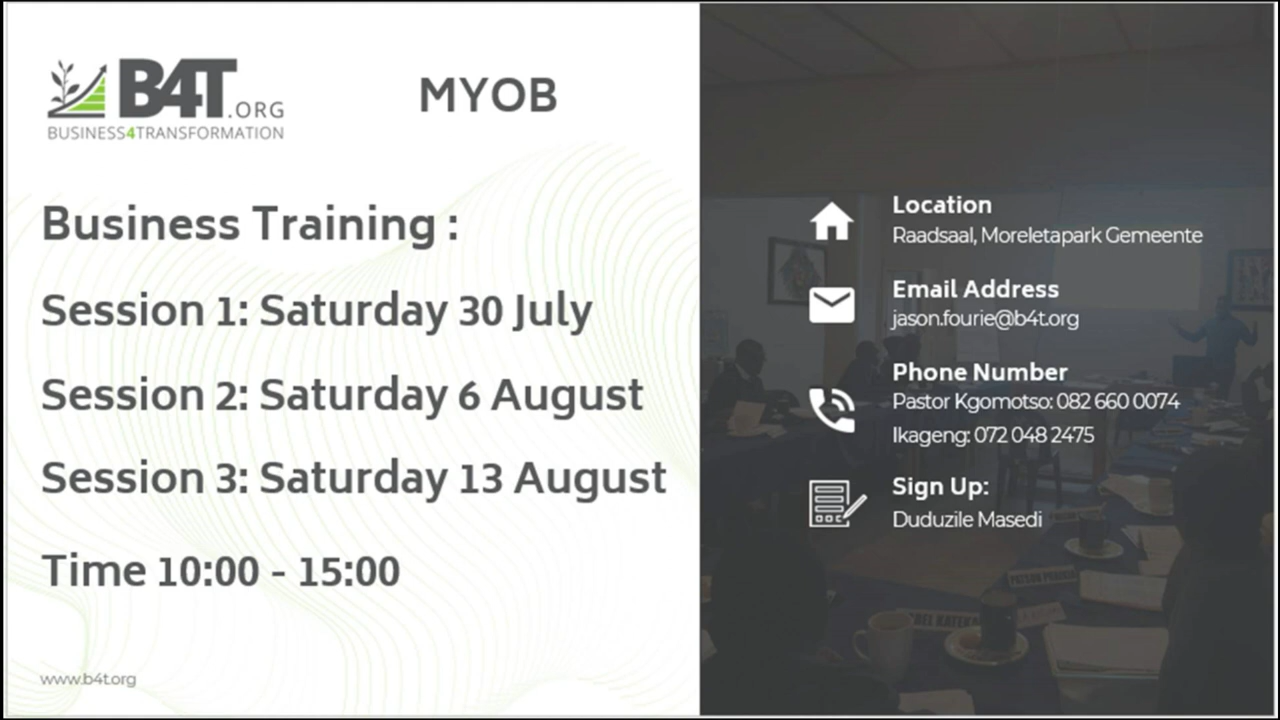 B4T.ORG
BUSINESS4TRANSFORMATION
MYOB
Business Training :
Session 1: Saturday 30 July
Session 2: Saturday 6 August
Session 3: Saturday 13 August
Time 10:00 - 15:00
www.b4t.org
Location
Raadsaal, Moreletapark Gemeente
Email Address
jason.fourie@b4t.org
Phone Number
Pastor Kgomotso: 082 660 0074
Ikageng: 072 048 2475
Sign Up:
Duduzile Masedi